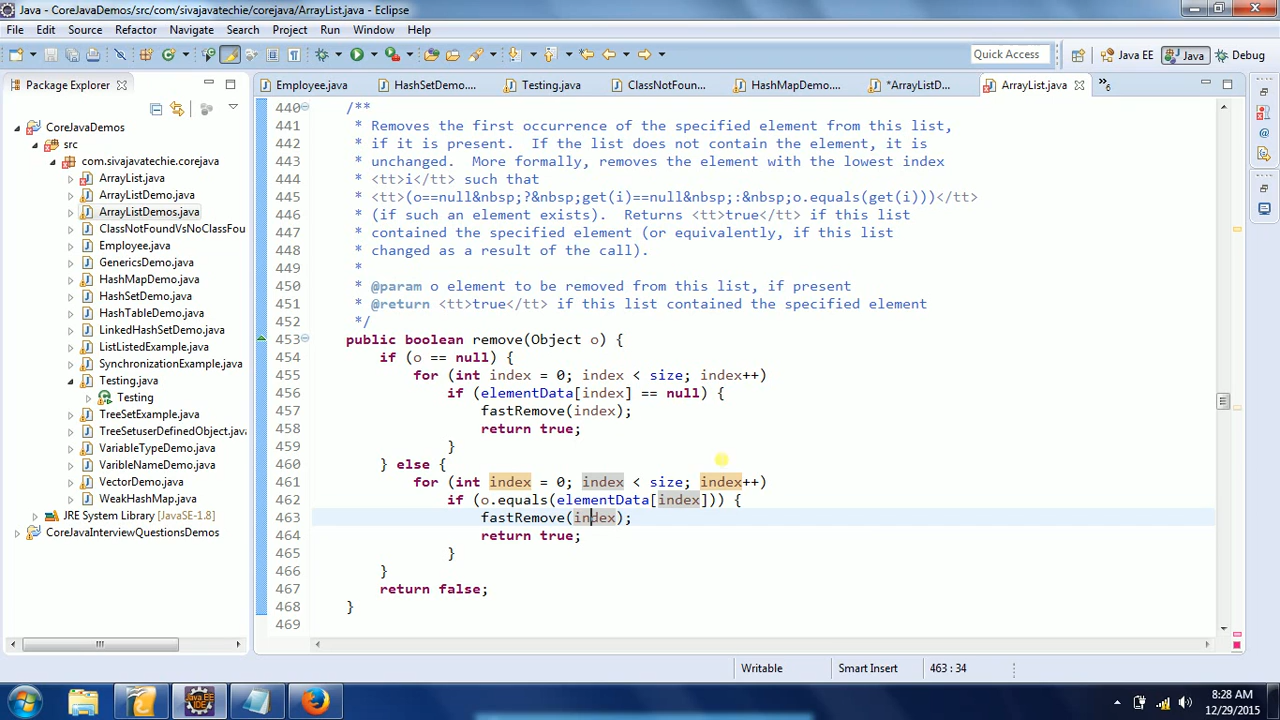 Java - CoreJavaDemos/src/com/sivajavatechie/corejava/ArrayList.java - Eclipse
File Edit Source Refactor Navigate Search Project Run Window Help
Quick Access Java EE Java Debug
Package Explorer
Employee.java HashSetDemo.... Testing.java ClassNotFoun... HashMapDemo.... *ArrayListD... ArrayList.java »6
CoreJavaDemos
src
com.sivajavatechie.corejava
ArrayList.java
ArrayListDemo.java
ArrayListDemos.java
ClassNotFoundVsNoClassFou
Employee.java
GenericsDemo.java
HashMapDemo.java
HashSetDemo.java
HashTableDemo.java
LinkedHashSetDemo.java
ListListedExample.java
SynchronizationExample.java
Testing.java
Testing
TreeSetExample.java
TreeSetuserDefinedObject.java
VariableTypeDemo.java
VaribleNameDemo.java
VectorDemo.java
WeakHashMap.java
JRE System Library [JavaSE-1.8]
CoreJavaInterviewQuestionsDemos
440 /**
441 * Removes the first occurrence of the specified element from this list,
442 * if it is present.  If the list does not contain the element, it is
443 * unchanged.  More formally, removes the element with the lowest index
444 * <tt>i</tt> such that
445 * <tt>(o==null&nbsp;?&nbsp;get(i)==null&nbsp;:&nbsp;o.equals(get(i)))</tt>
446 * (if such an element exists).  Returns <tt>true</tt> if this list
447 * contained the specified element (or equivalently, if this list
448 * changed as a result of the call).
449 *
450 * @param o element to be removed from this list, if present
451 * @return <tt>true</tt> if this list contained the specified element
452 */
453 public boolean remove(Object o) {
454 if (o == null) {
455 for (int index = 0; index < size; index++)
456 if (elementData[index] == null) {
457 fastRemove(index);
458 return true;
459 }
460 } else {
461 for (int index = 0; index < size; index++)
462 if (o.equals(elementData[index])) {
463 fastRemove(index);
464 return true;
465 }
466 }
467 return false;
468 }
469
Writable Smart Insert 463 : 34
Java EE IDE
8:28 AM
12/29/2015